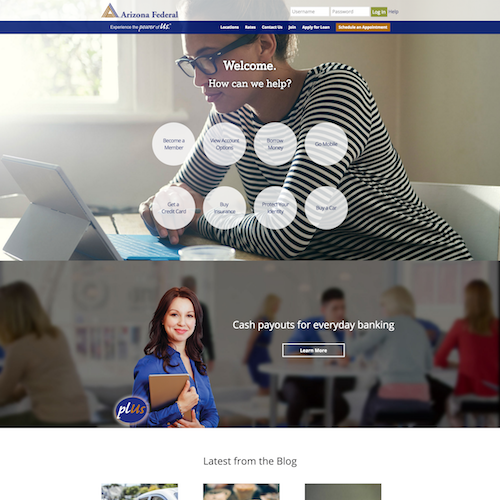 Arizona Federal
Username
Password
Log in
Help
Experience the power of Us.
Locations Rates Contact Us Join Apply for Loan Schedule an Appointment
Welcome.
How can we help?
Become a
Member
View Account
Options
Borrow
Money
Go Mobile
Get a
Credit Card
Buy
Insurance
Protect Your
Identity
Buy a Car
Cash payouts for everyday banking
Learn More
plUs
Latest from the Blog